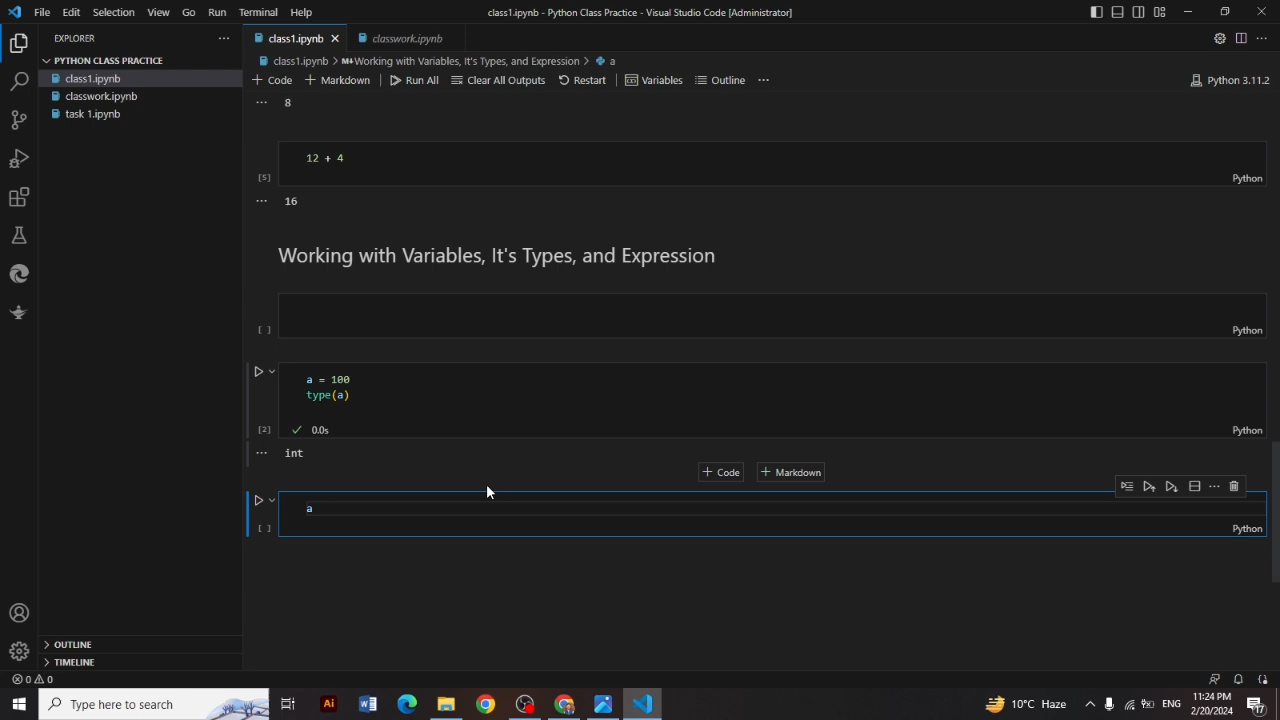 File Edit Selection View Go Run Terminal Help
class1.ipynb - Python Class Practice - Visual Studio Code [Administrator]
EXPLORER
PYTHON CLASS PRACTICE
class1.ipynb
classwork.ipynb
task 1.ipynb
OUTLINE
TIMELINE
class1.ipynb
classwork.ipynb
class1.ipynb > M↓Working with Variables, It's Types, and Expression > a
+ Code + Markdown Run All Clear All Outputs Restart Variables Outline ...
Python 3.11.2
... 8
12 + 4
[5] Python
... 16
Working with Variables, It's Types, and Expression
[ ] Python
a = 100
type(a)
[2] 0.0s Python
... int
+ Code + Markdown
a
[ ] Python
0 0
Type here to search
Ai
10°C Haze
ENG
11:24 PM
2/20/2024
17